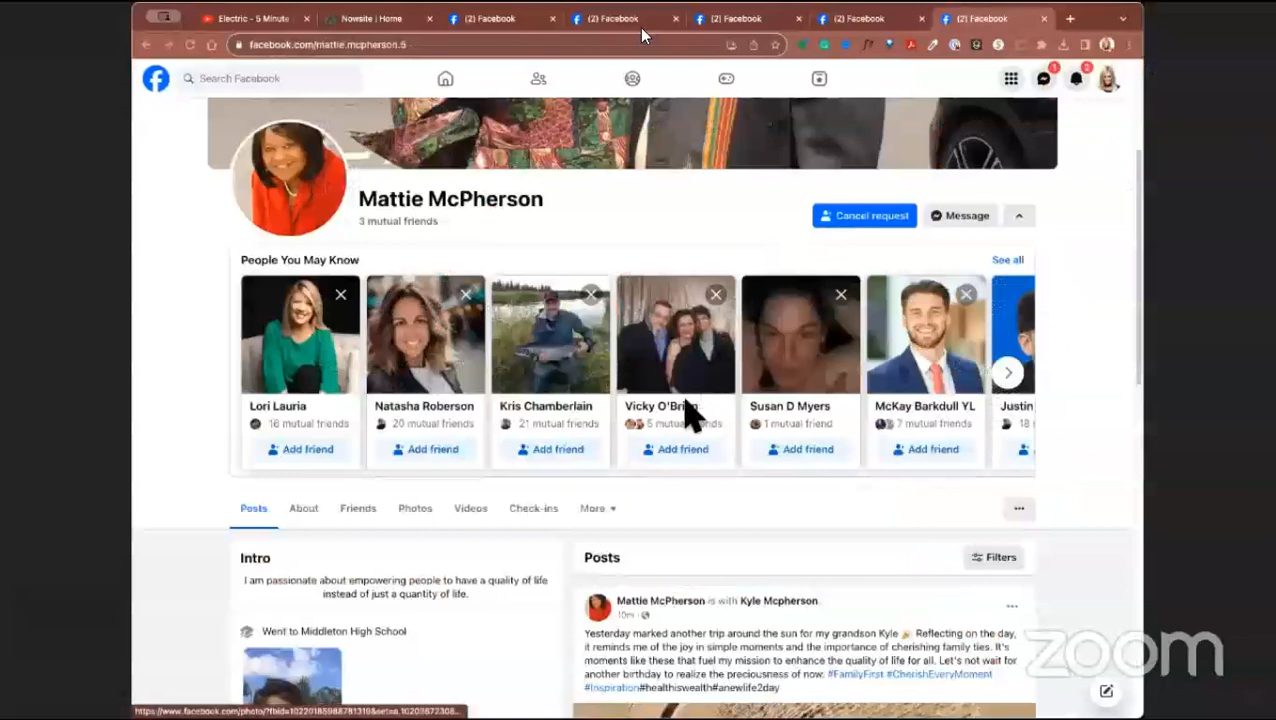 Electric - 5 Minute
Nowsite | Home
(2) Facebook
(2) Facebook
(2) Facebook
(2) Facebook
(2) Facebook
facebook.com/mattie.mcpherson.5
Search Facebook
1
2
Mattie McPherson
3 mutual friends
Cancel request
Message
People You May Know
See all
Lori Lauria
Natasha Roberson
Kris Chamberlain
Vicky O'Brien
Susan D Myers
McKay Barkdull YL
Justin
16 mutual friends
20 mutual friends
21 mutual friends
5 mutual friends
1 mutual friend
7 mutual friends
18
Add friend
Add friend
Add friend
Add friend
Add friend
Add friend
Posts
About
Friends
Photos
Videos
Check-ins
More
Intro
I am passionate about empowering people to have a quality of life
instead of just a quantity of life.
Went to Middleton High School
Posts
Filters
Mattie McPherson is with Kyle Mcpherson
10m
Yesterday marked another trip around the sun for my grandson Kyle 🎉 Reflecting on the day,
it reminds me of the joy in simple moments and the importance of cherishing family ties. It's
moments like these that fuel my mission to enhance the quality of life for all. Let's not wait for
another birthday to realize the preciousness of now. #FamilyFirst #CherishEveryMoment
#Inspiration#healthiswealth#anewlife2day
zoom